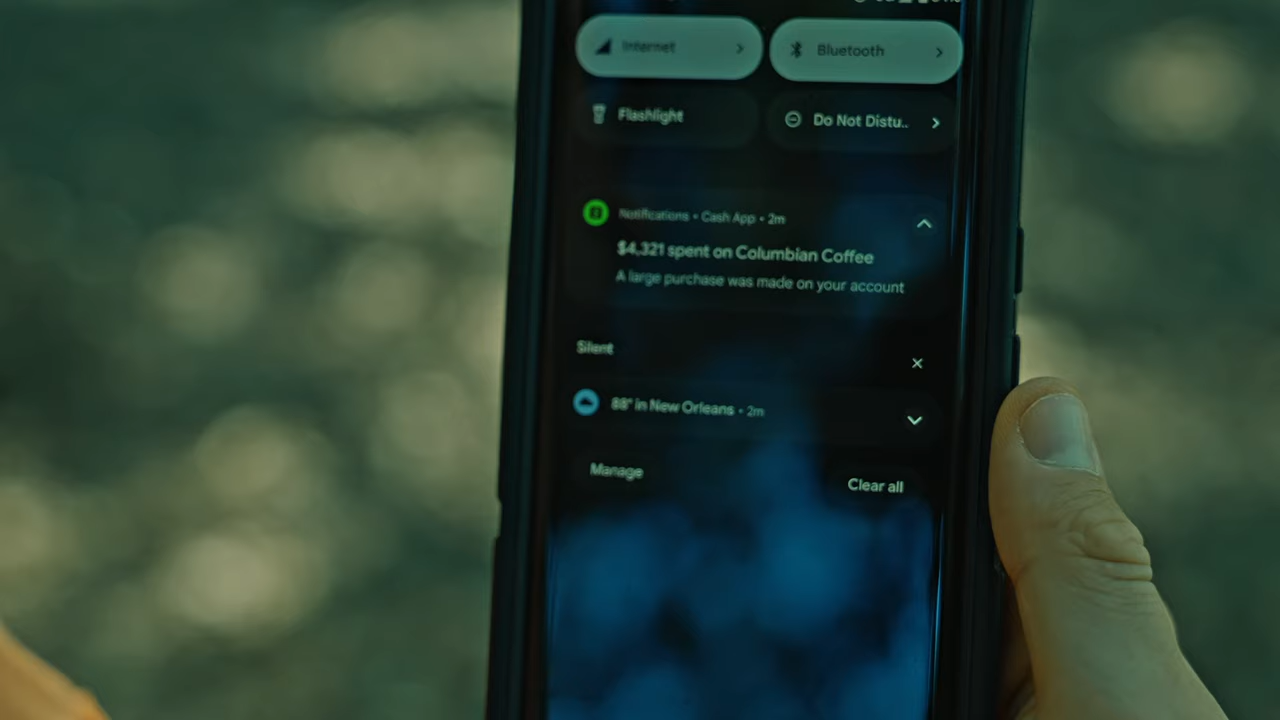 Internet
Bluetooth
Flashlight
Do Not Distu..
Notifications • Cash App • 2m
$4,321 spent on Columbian Coffee
A large purchase was made on your account
Silent
88° in New Orleans • 2m
Manage
Clear all